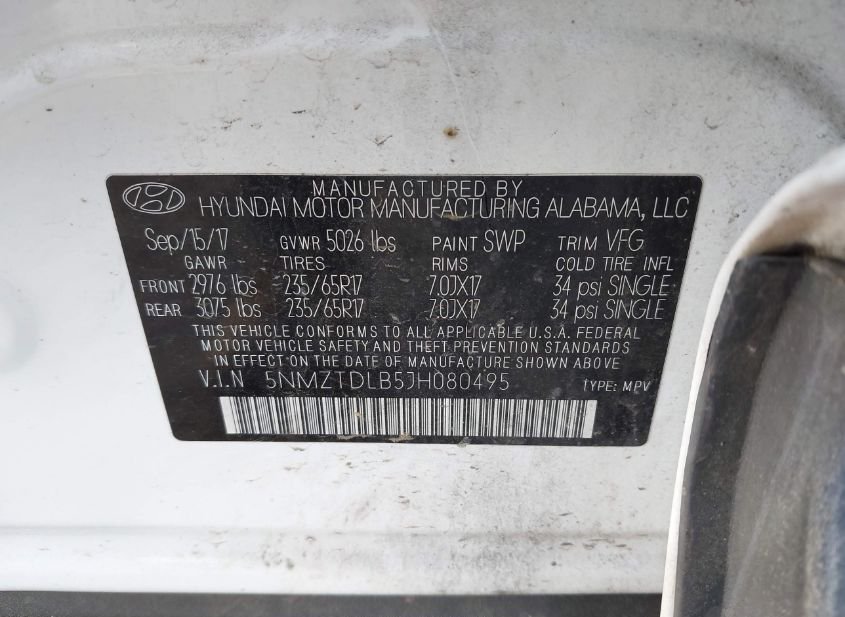 MANUFACTURED BY
HYUNDAI MOTOR MANUFACTURING ALABAMA, LLC
Sep/15/17 GVWR 5026 lbs PAINT SWP TRIM VFG
GAWR TIRES RIMS COLD TIRE INFL
FRONT 2976 lbs 235/65R17 7.0JX17 34 psi SINGLE
REAR 3075 lbs 235/65R17 7.0JX17 34 psi SINGLE
THIS VEHICLE CONFORMS TO ALL APPLICABLE U.S.A. FEDERAL
MOTOR VEHICLE SAFETY AND THEFT PREVENTION STANDARDS
IN EFFECT ON THE DATE OF MANUFACTURE SHOWN ABOVE
V.I.N 5NMZTDLB5JH080495 TYPE: MPV